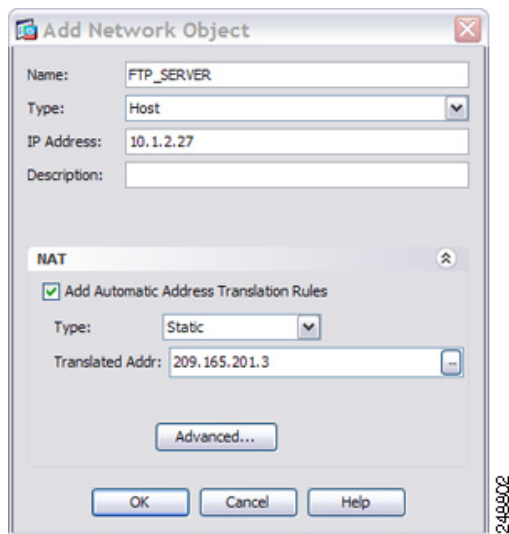 Add Network Object
Name: FTP_SERVER
Type: Host
IP Address: 10.1.2.27
Description:
NAT
Add Automatic Address Translation Rules
Type: Static
Translated Addr: 209.165.201.3 ...
Advanced...
OK Cancel Help
248802